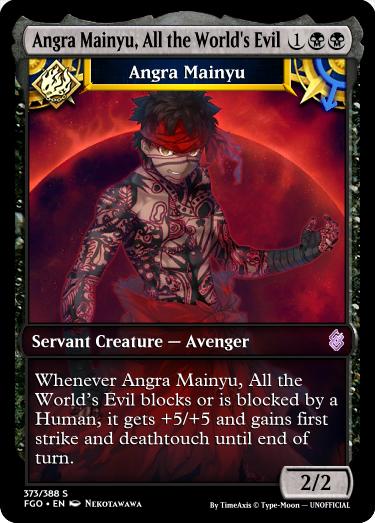 Angra Mainyu, All the World's Evil 1
Angra Mainyu
Servant Creature — Avenger
Whenever Angra Mainyu, All the
World's Evil blocks or is blocked by a
Human, it gets +5/+5 and gains first
strike and deathtouch until end of
turn.
2/2
373/388 S
FGO • EN Nekotawawa
By TimeAxis © Type-Moon — UNOFFICIAL